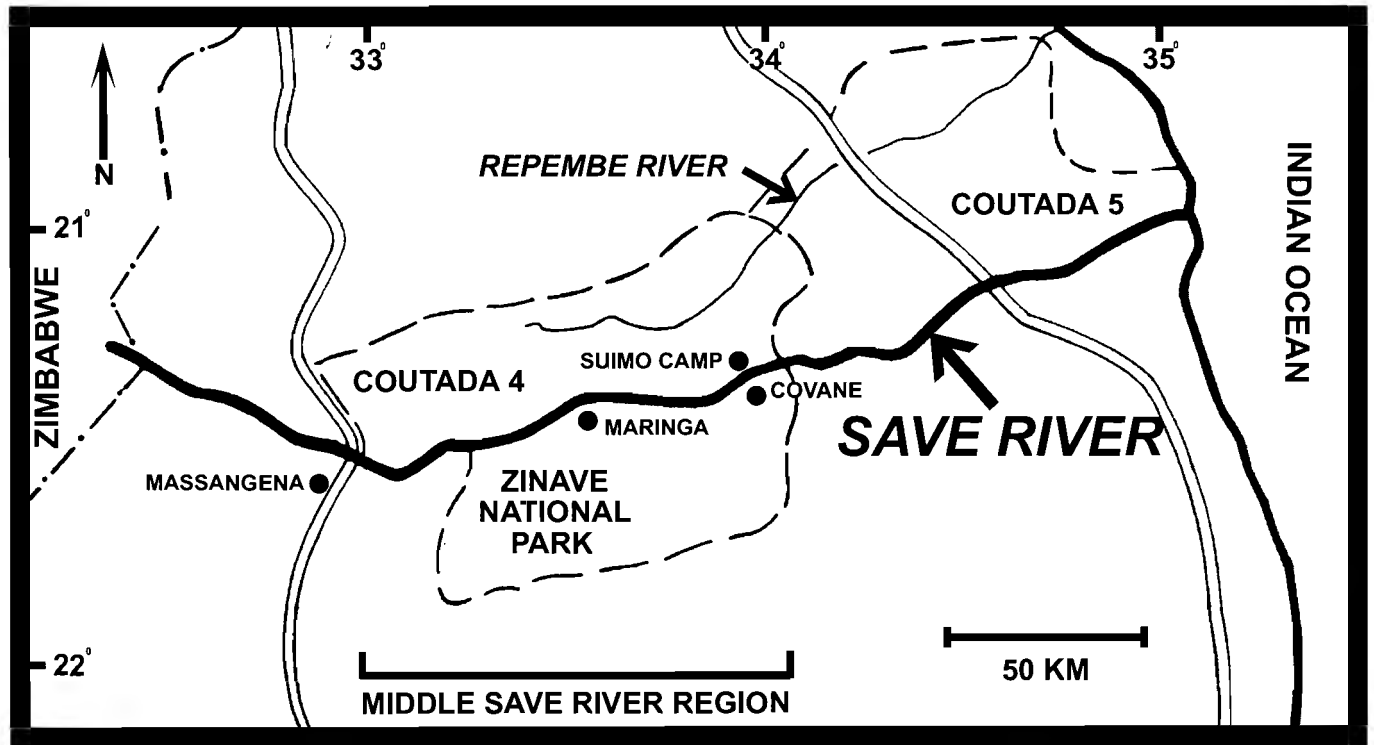 33°
34°
35°
N
REPEMBE RIVER
COUTADA 5
INDIAN OCEAN
21°
ZIMBABWE
SUIMO CAMP
COUTADA 4
COVANE
MARINGA
SAVE RIVER
MASSANGENA
ZINAVE
NATIONAL
PARK
22°
50 KM
MIDDLE SAVE RIVER REGION